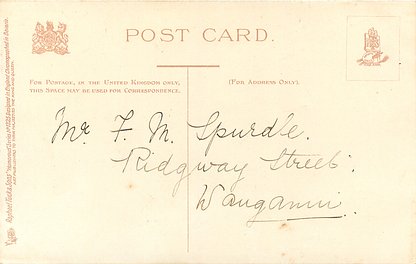 POST CARD.
FOR POSTAGE, IN THE UNITED KINGDOM ONLY,
THIS SPACE MAY BE USED FOR CORRESPONDENCE.
(FOR ADDRESS ONLY).
Mr F. M. Spurdle.
Ridgway Street.
Wanganui.